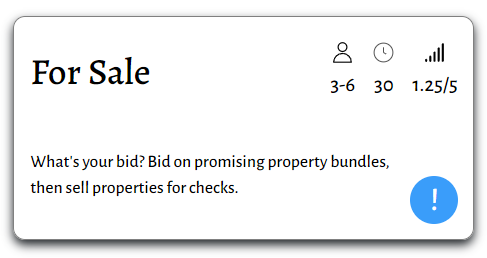 For Sale
3-6 30 1.25/5
What's your bid? Bid on promising property bundles,
then sell properties for checks.
!